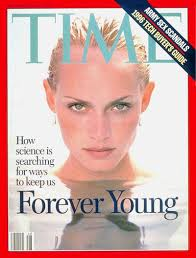 ARMY SEX SCANDALS
1996 TECH BUYER'S GUIDE
TIME
How
science is
searching
for ways
to keep us
Forever Young